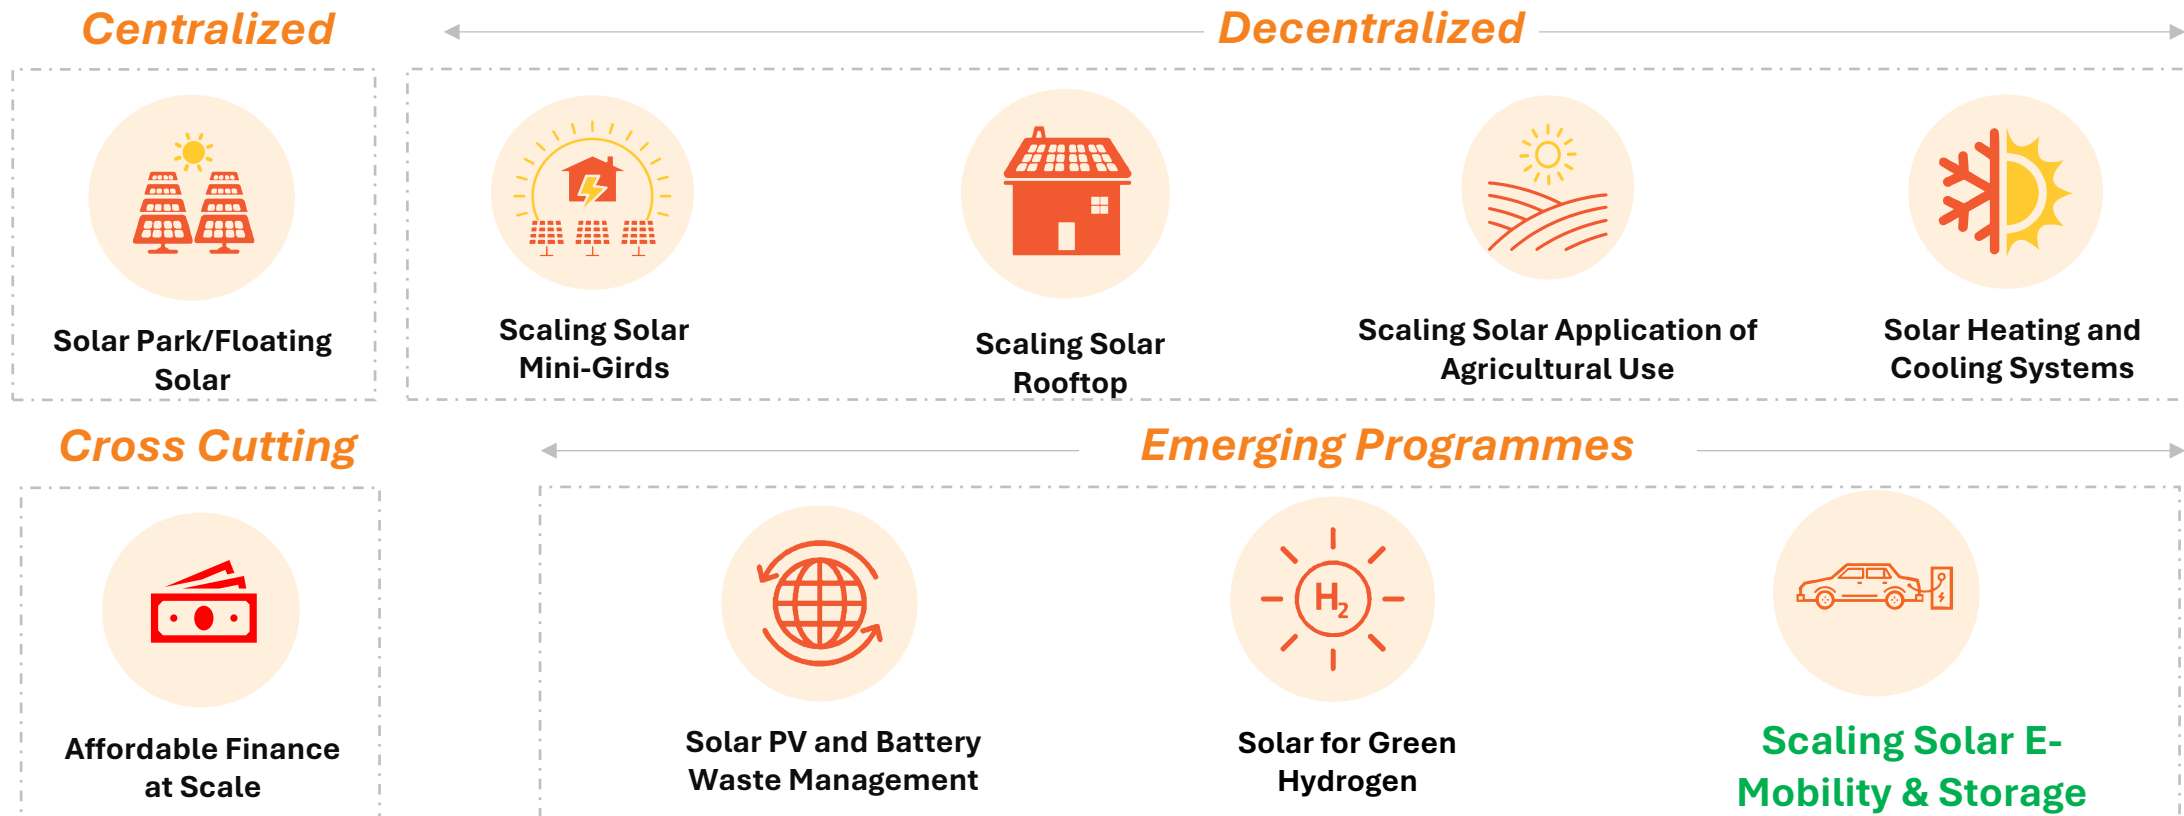 Centralized
Decentralized
Solar Park/Floating
Solar
Scaling Solar
Mini-Girds
Scaling Solar
Rooftop
Scaling Solar Application of
Agricultural Use
Solar Heating and
Cooling Systems
Cross Cutting
Emerging Programmes
Affordable Finance
at Scale
Solar PV and Battery
Waste Management
H2
Solar for Green
Hydrogen
Scaling Solar E-
Mobility & Storage